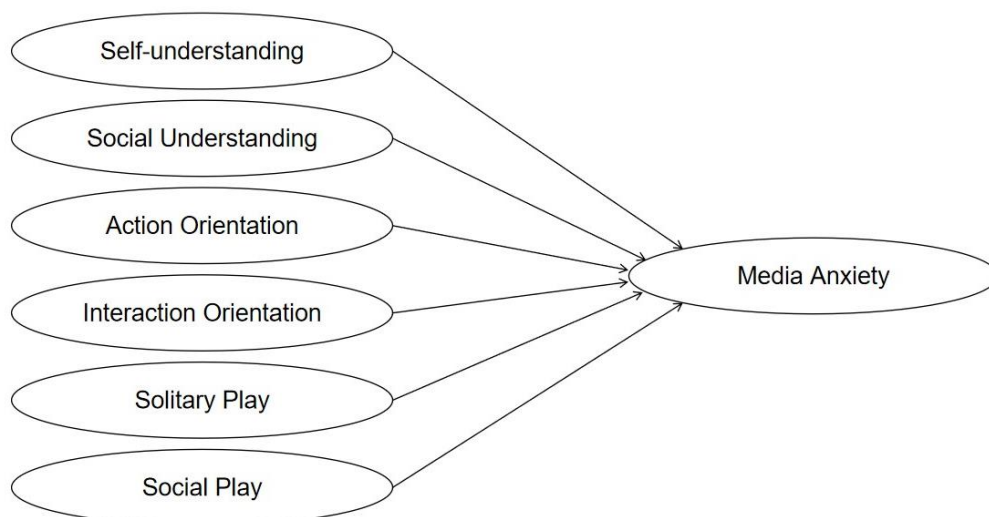 Self-understanding
Social Understanding
Action Orientation
Interaction Orientation
Solitary Play
Social Play
Media Anxiety